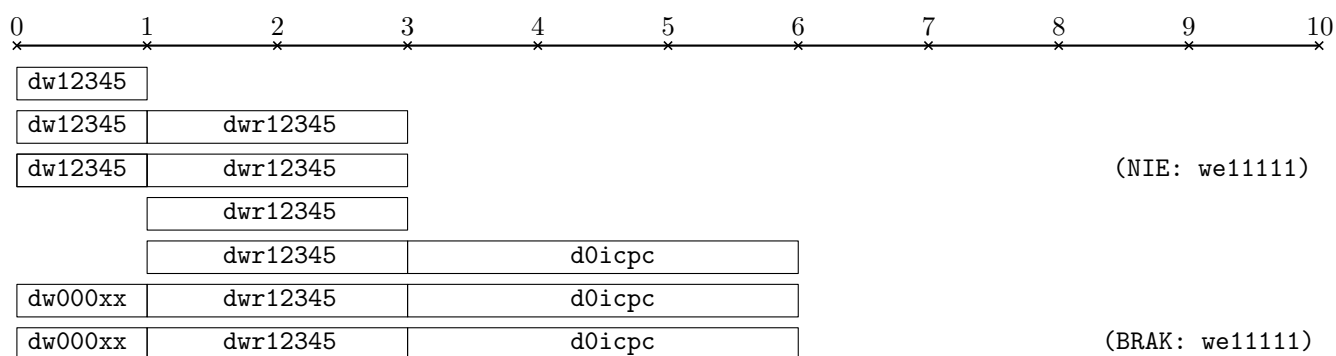 0 1 2 3 4 5 6 7 8 9 10
dw12345
dw12345 dwr12345
dw12345 dwr12345 (NIE: we11111)
dwr12345
dwr12345 d0icpc
dw000xx dwr12345 d0icpc
dw000xx dwr12345 d0icpc (BRAK: we11111)